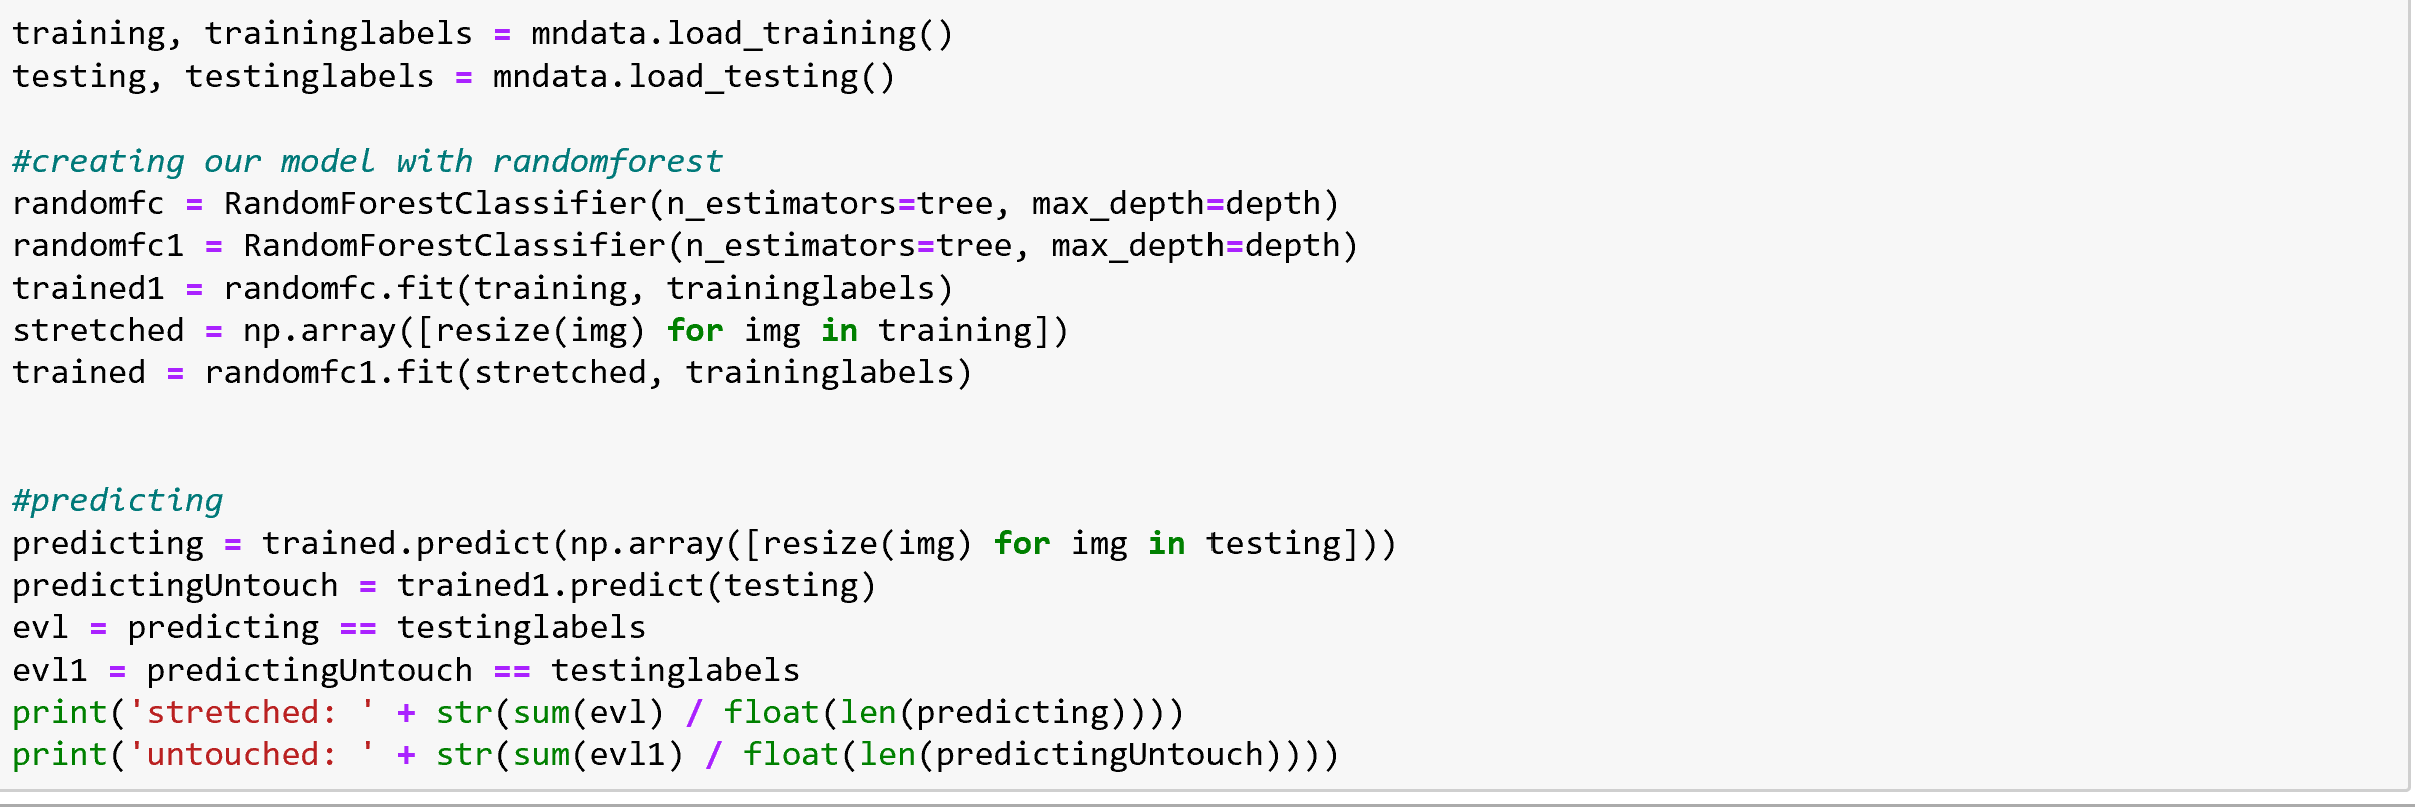 training, traininglabels = mndata.load_training()
testing, testinglabels = mndata.load_testing()
#creating our model with randomforest
randomfc = RandomForestClassifier(n_estimators=tree, max_depth=depth)
randomfc1 = RandomForestClassifier(n_estimators=tree, max_depth=depth)
trained1 = randomfc.fit(training, traininglabels)
stretched = np.array([resize(img) for img in training])
trained = randomfc1.fit(stretched, traininglabels)
#predicting
predicting = trained.predict(np.array([resize(img) for img in testing]))
predictingUntouch = trained1.predict(testing)
evl = predicting == testinglabels
evl1 = predictingUntouch == testinglabels
print('stretched: ' + str(sum(evl) / float(len(predicting))))
print('untouched: ' + str(sum(evl1) / float(len(predictingUntouch))))